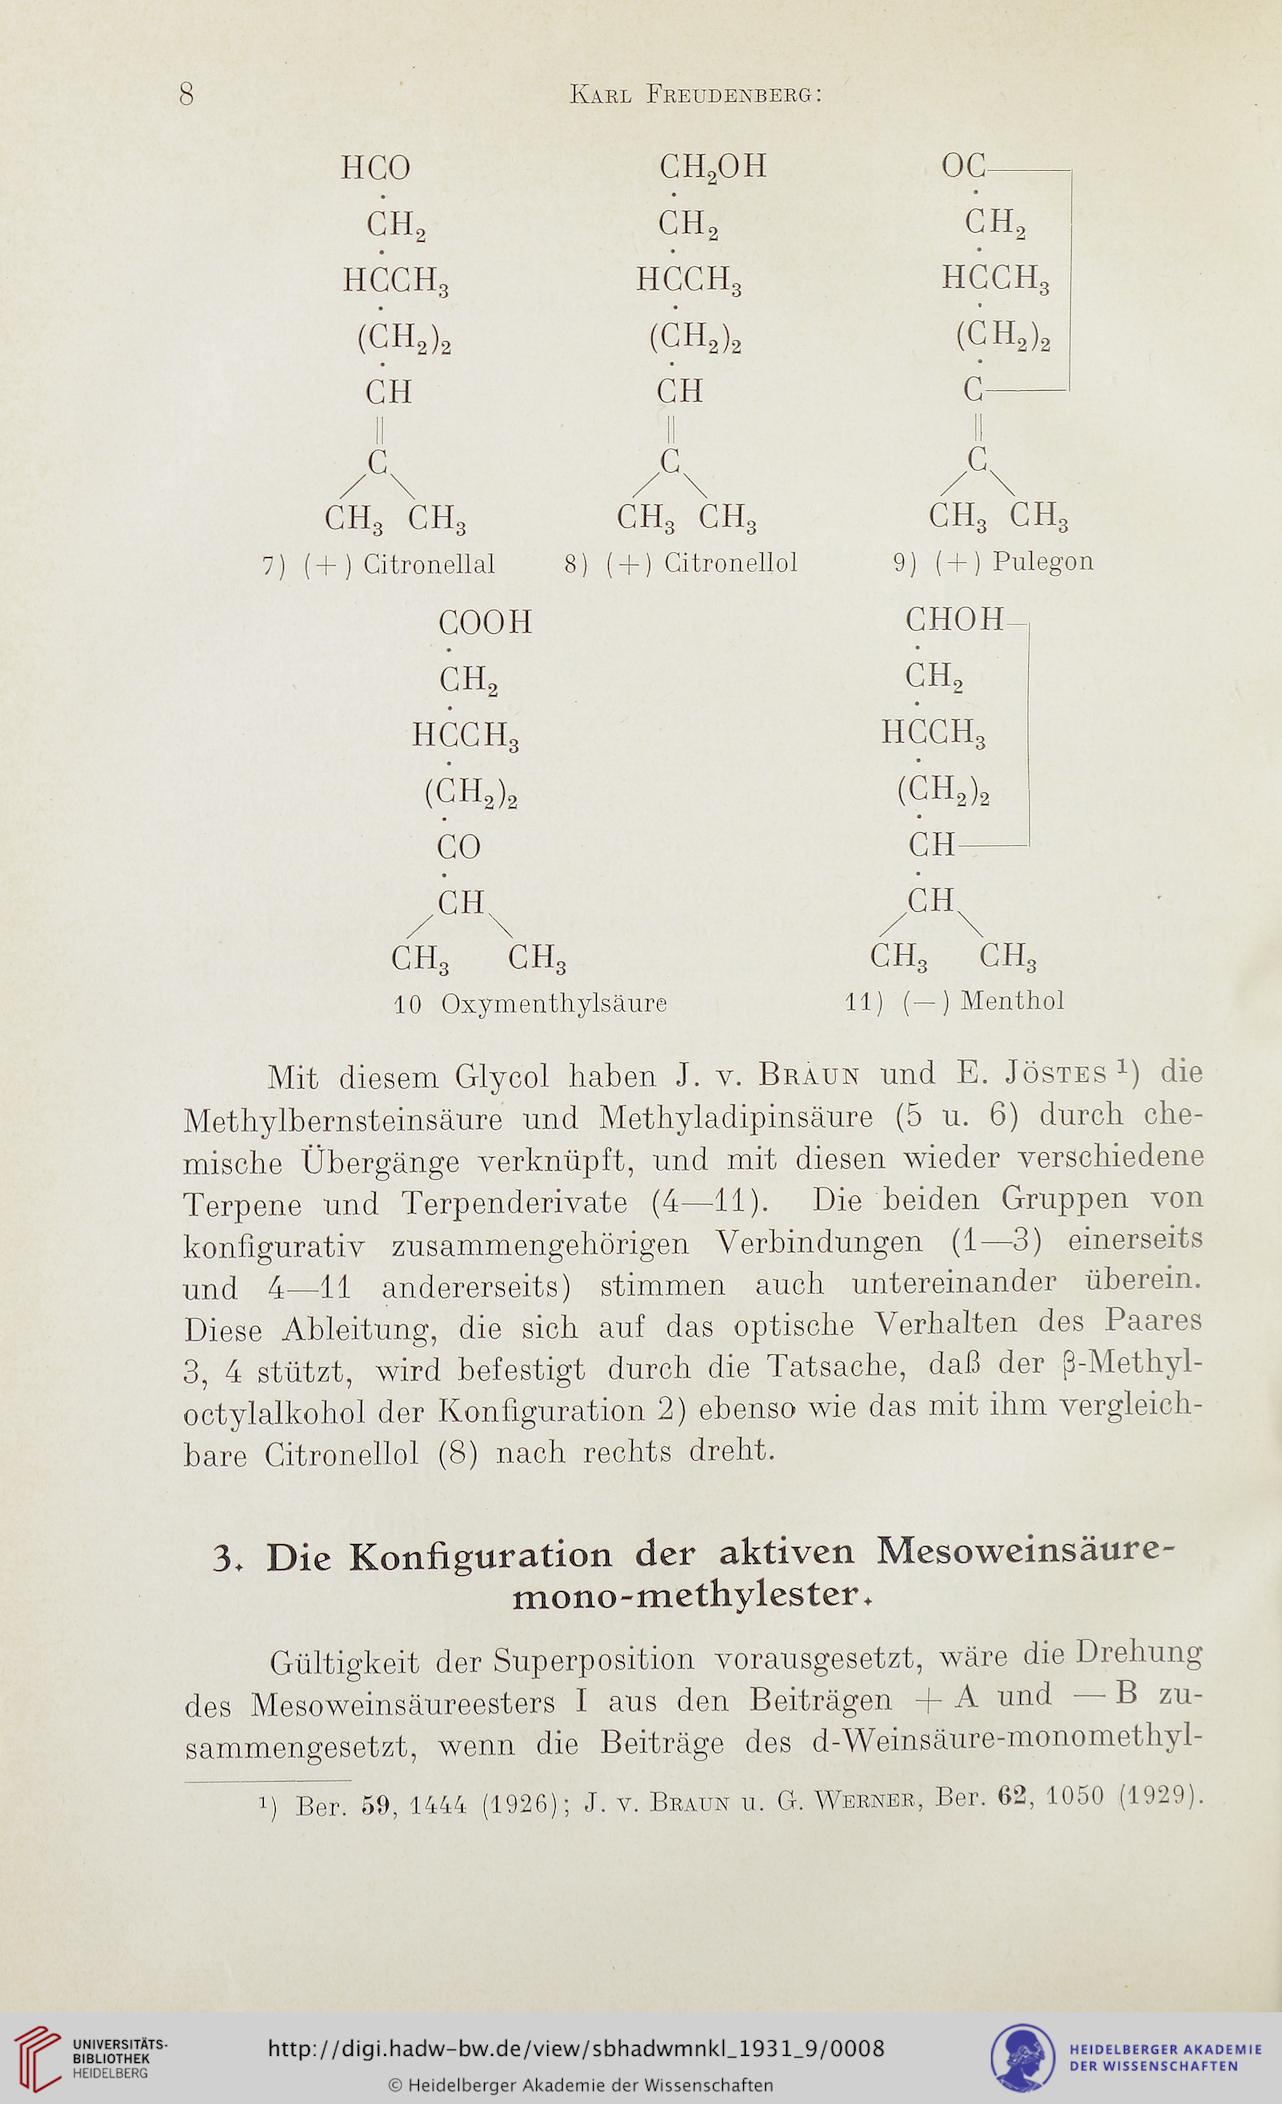 8 KARL FREUDENBERG:
HCO CH₂OH OC
CH₂ CH₂ CH₂
HCCH₃ HCCH₃ HCCH₃
(CH₂)₂ (CH₂)₂ (CH₂)₂
CH CH C
C C C
CH₃ CH₃ CH₃ CH₃ CH₃ CH₃
7) (+) Citronellal 8) (+) Citronellol 9) (+) Pulegon
COOH CHOH
CH₂ CH₂
HCCH₃ HCCH₃
(CH₂)₂ (CH₂)₂
CO CH
CH CH
CH₃ CH₃ CH₃ CH₃
10 Oxymenthylsäure 11) (—) Menthol
Mit diesem Glycol haben J. v. BRAUN und E. JÖSTES ¹) die
Methylbernsteinsäure und Methyladipinsäure (5 u. 6) durch che-
mische Übergänge verknüpft, und mit diesen wieder verschiedene
Terpene und Terpenderivate (4—11). Die beiden Gruppen von
konfigurativ zusammengehörigen Verbindungen (1—3) einerseits
und 4—11 andererseits) stimmen auch untereinander überein.
Diese Ableitung, die sich auf das optische Verhalten des Paares
3, 4 stützt, wird befestigt durch die Tatsache, daß der β-Methyl-
octylalkohol der Konfiguration 2) ebenso wie das mit ihm vergleich-
bare Citronellol (8) nach rechts dreht.
3. Die Konfiguration der aktiven Mesoweinsäure-
mono-methylester.
Gültigkeit der Superposition vorausgesetzt, wäre die Drehung
des Mesoweinsäureesters I aus den Beiträgen + A und — B zu-
sammengesetzt, wenn die Beiträge des d-Weinsäure-monomethyl-
¹) Ber. 59, 1444 (1926); J. v. BRAUN u. G. WERNER, Ber. 62, 1050 (1929).
UNIVERSITÄTS-
BIBLIOTHEK
HEIDELBERG
http://digi.hadw-bw.de/view/sbhadwmnkl_1931_9/0008
© Heidelberger Akademie der Wissenschaften
HEIDELBERGER AKADEMIE
DER WISSENSCHAFTEN